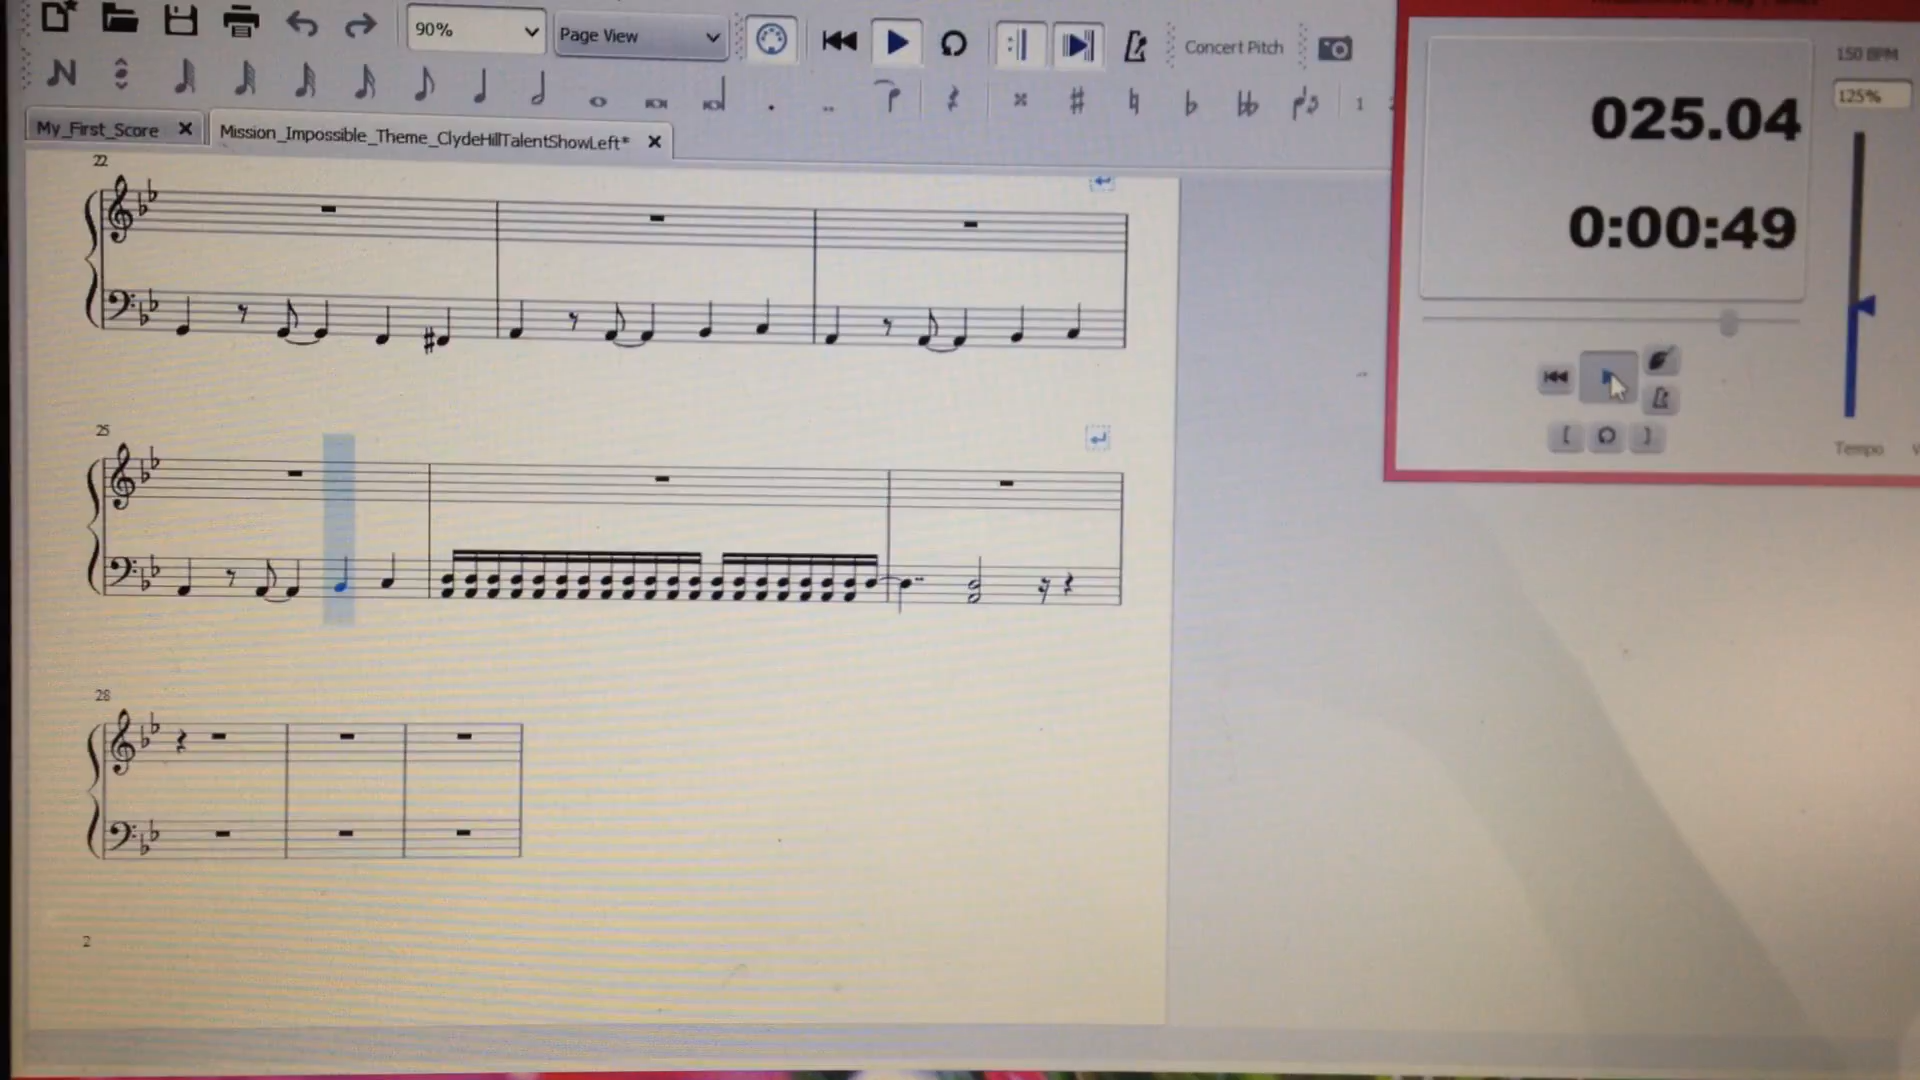 90%
Page View
Concert Pitch
1
My_First_Score
Mission_Impossible_Theme_ClydeHillTalentShowLeft*
150 BPM
125%
025.04
0:00:49
Tempo
22
25
28
2